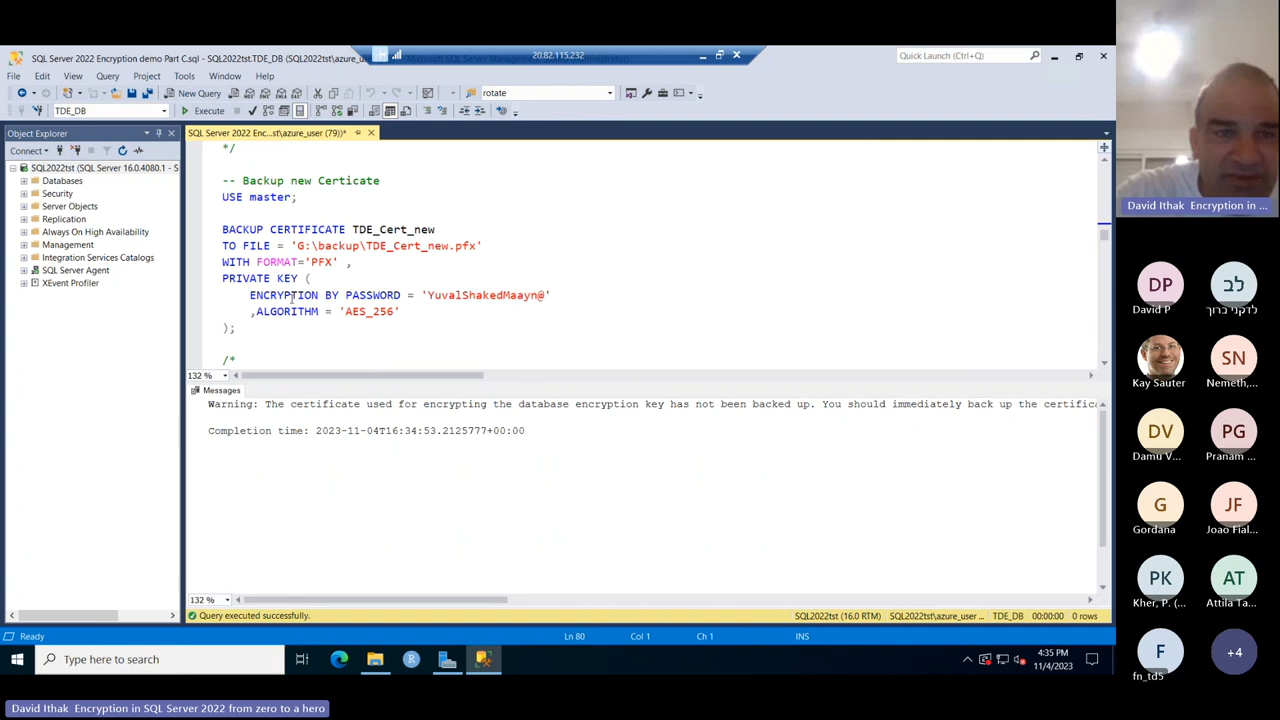 SQL Server 2022 Encryption demo Part C.sql - SQL2022tst.TDE_DB (SQL2022tst\azure_u
20.82.115.232
Quick Launch (Ctrl+Q)
File Edit View Query Project Tools Window Help
New Query
rotate
TDE_DB
Execute
Object Explorer
SQL Server 2022 Enc...st\azure_user (79))*
Connect
SQL2022tst (SQL Server 16.0.4080.1 - S
Databases
Security
Server Objects
Replication
Always On High Availability
Management
Integration Services Catalogs
SQL Server Agent
XEvent Profiler
*/
-- Backup new Certicate
USE master;
BACKUP CERTIFICATE TDE_Cert_new
TO FILE = 'G:\backup\TDE_Cert_new.pfx'
WITH FORMAT='PFX' ,
PRIVATE KEY (
ENCRYPTION BY PASSWORD = 'YuvalShakedMaayn@'
,ALGORITHM = 'AES_256'
);
/*
132 %
Messages
Warning: The certificate used for encrypting the database encryption key has not been backed up. You should immediately back up the certifica
Completion time: 2023-11-04T16:34:53.2125777+00:00
132 %
Query executed successfully.
SQL2022tst (16.0 RTM)
SQL2022tst\azure_user ...
TDE_DB
00:00:00
0 rows
Ready
Ln 80
Col 1
Ch 1
INS
Type here to search
R
4:35 PM
11/4/2023
David Ithak Encryption in SQL Server 2022 from zero to a hero
David Ithak Encryption in ...
DP
David P
לב
לדקני ברוך
Kay Sauter
SN
Nemeth,...
DV
Damu V...
PG
Pranam ...
G
Gordana
JF
Joao Fial...
PK
Kher, P. (...
AT
Attila Ta...
F
fn_td5
+4